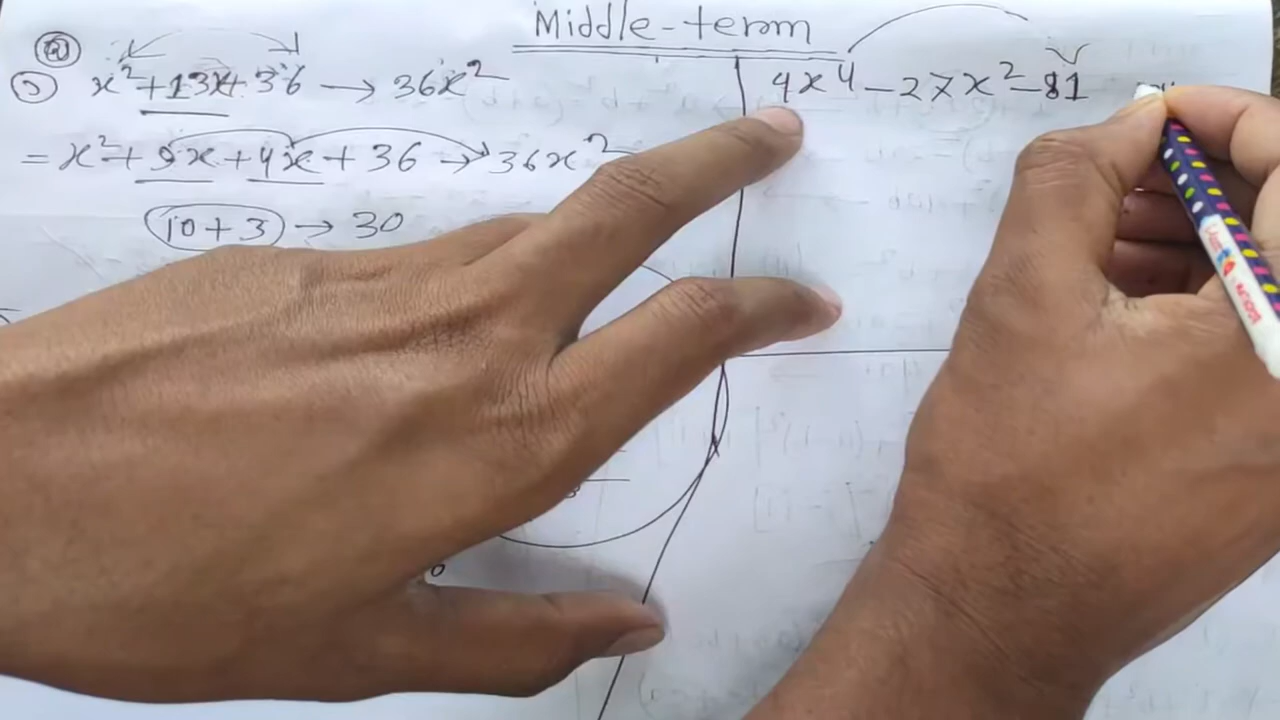 Middle-term
x² + 13x + 36 → 36x²
= x² + 9x + 4x + 36 → 36x²
10 + 3 → 30
4x⁴ - 27x² - 81